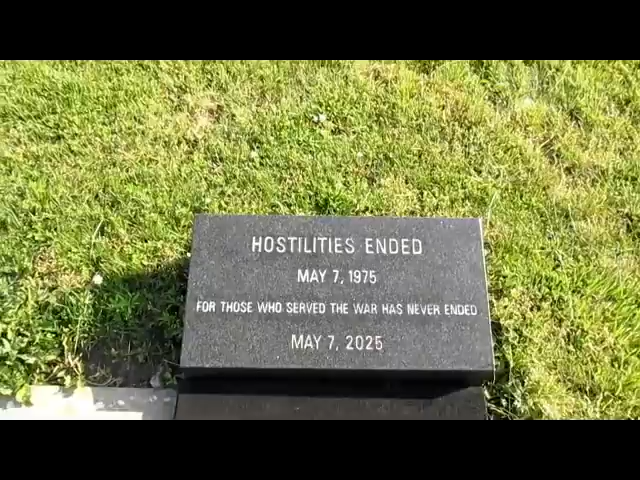 HOSTILITIES ENDED
MAY 7, 1975
FOR THOSE WHO SERVED THE WAR HAS NEVER ENDED
MAY 7, 2025